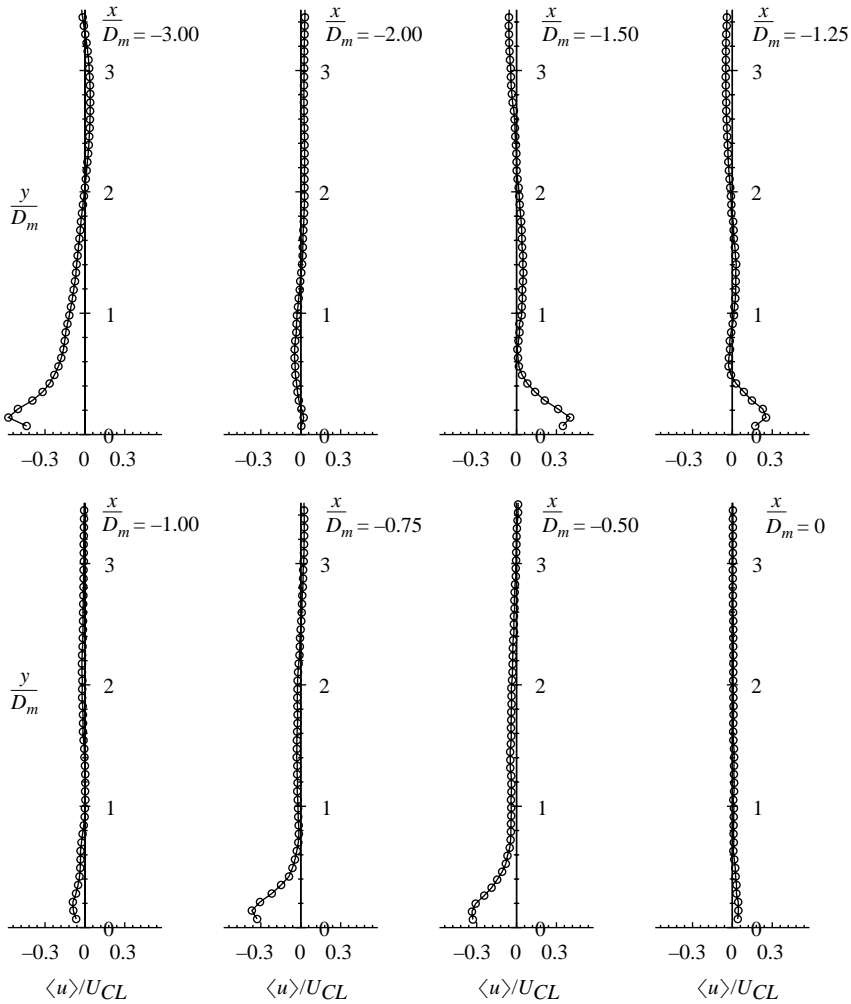 x/D_m = –3.00
x/D_m = –2.00
x/D_m = –1.50
x/D_m = –1.25
3 3 3 3
y/D_m 2 2 2 2
1 1 1 1
0 0 0 0
–0.3 0 0.3 –0.3 0 0.3 –0.3 0 0.3 –0.3 0 0.3
x/D_m = –1.00
x/D_m = –0.75
x/D_m = –0.50
x/D_m = 0
3 3 3 3
y/D_m 2 2 2 2
1 1 1 1
0 0 0 0
–0.3 0 0.3 –0.3 0 0.3 –0.3 0 0.3 –0.3 0 0.3
⟨u⟩/U_CL ⟨u⟩/U_CL ⟨u⟩/U_CL ⟨u⟩/U_CL